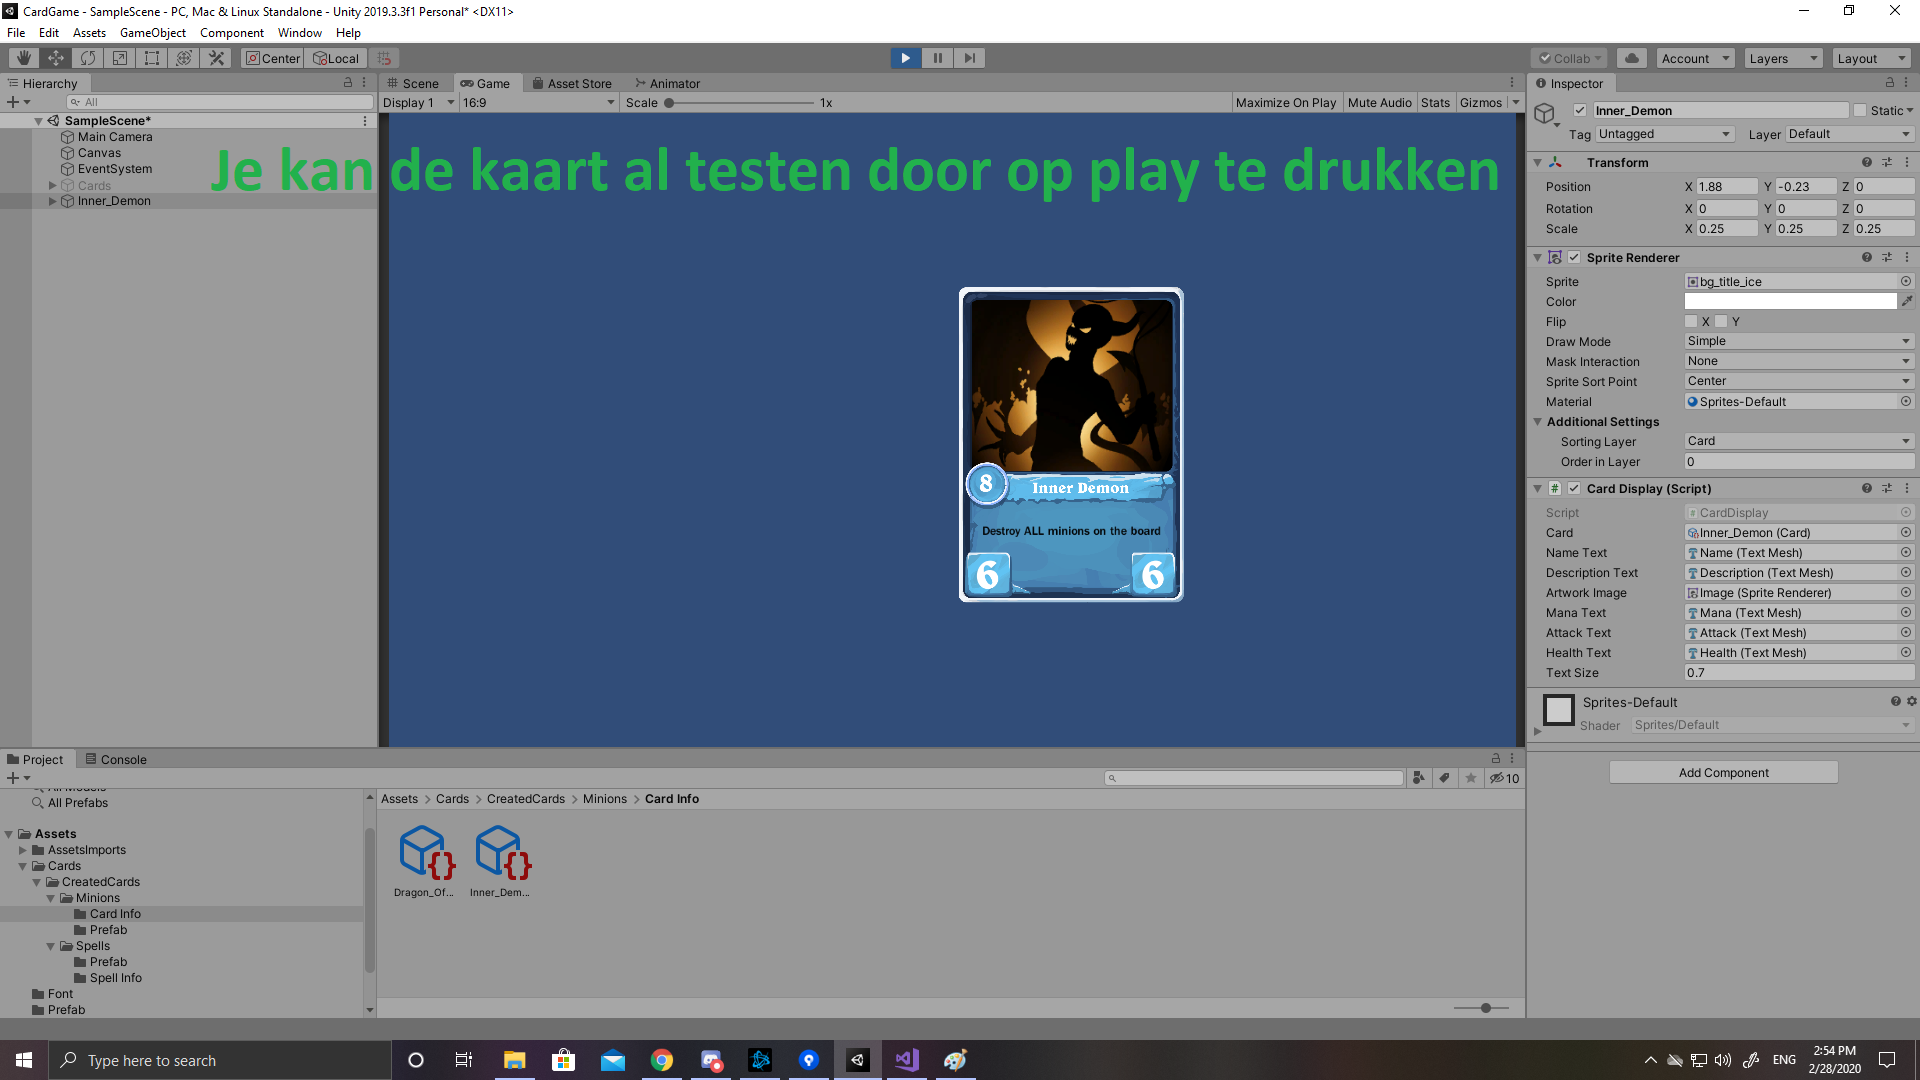 CardGame - SampleScene - PC, Mac & Linux Standalone - Unity 2019.3.3f1 Personal* <DX11>
File Edit Assets GameObject Component Window Help
Center Local
Collab Account Layers Layout
Hierarchy
All
SampleScene*
Main Camera
Canvas
EventSystem
Cards
Inner_Demon
Scene Game Asset Store Animator
Display 1 16:9 Scale 1x Maximize On Play Mute Audio Stats Gizmos
Je kan de kaart al testen door op play te drukken
8
Inner Demon
Destroy ALL minions on the board
6 6
Inspector
Inner_Demon Static
Tag Untagged Layer Default
Transform
Position X 1.88 Y -0.23 Z 0
Rotation X 0 Y 0 Z 0
Scale X 0.25 Y 0.25 Z 0.25
Sprite Renderer
Sprite bg_title_ice
Color
Flip X Y
Draw Mode Simple
Mask Interaction None
Sprite Sort Point Center
Material Sprites-Default
Additional Settings
Sorting Layer Card
Order in Layer 0
# Card Display (Script)
Script # CardDisplay
Card Inner_Demon (Card)
Name Text Name (Text Mesh)
Description Text Description (Text Mesh)
Artwork Image Image (Sprite Renderer)
Mana Text Mana (Text Mesh)
Attack Text Attack (Text Mesh)
Health Text Health (Text Mesh)
Text Size 0.7
Sprites-Default
Shader Sprites/Default
Add Component
Project Console
10
All Models
All Prefabs
Assets
AssetsImports
Cards
CreatedCards
Minions
Card Info
Prefab
Spells
Prefab
Spell Info
Font
Prefab
Assets > Cards > CreatedCards > Minions > Card Info
Dragon_Of... Inner_Dem...
Type here to search
ENG
2:54 PM
2/28/2020